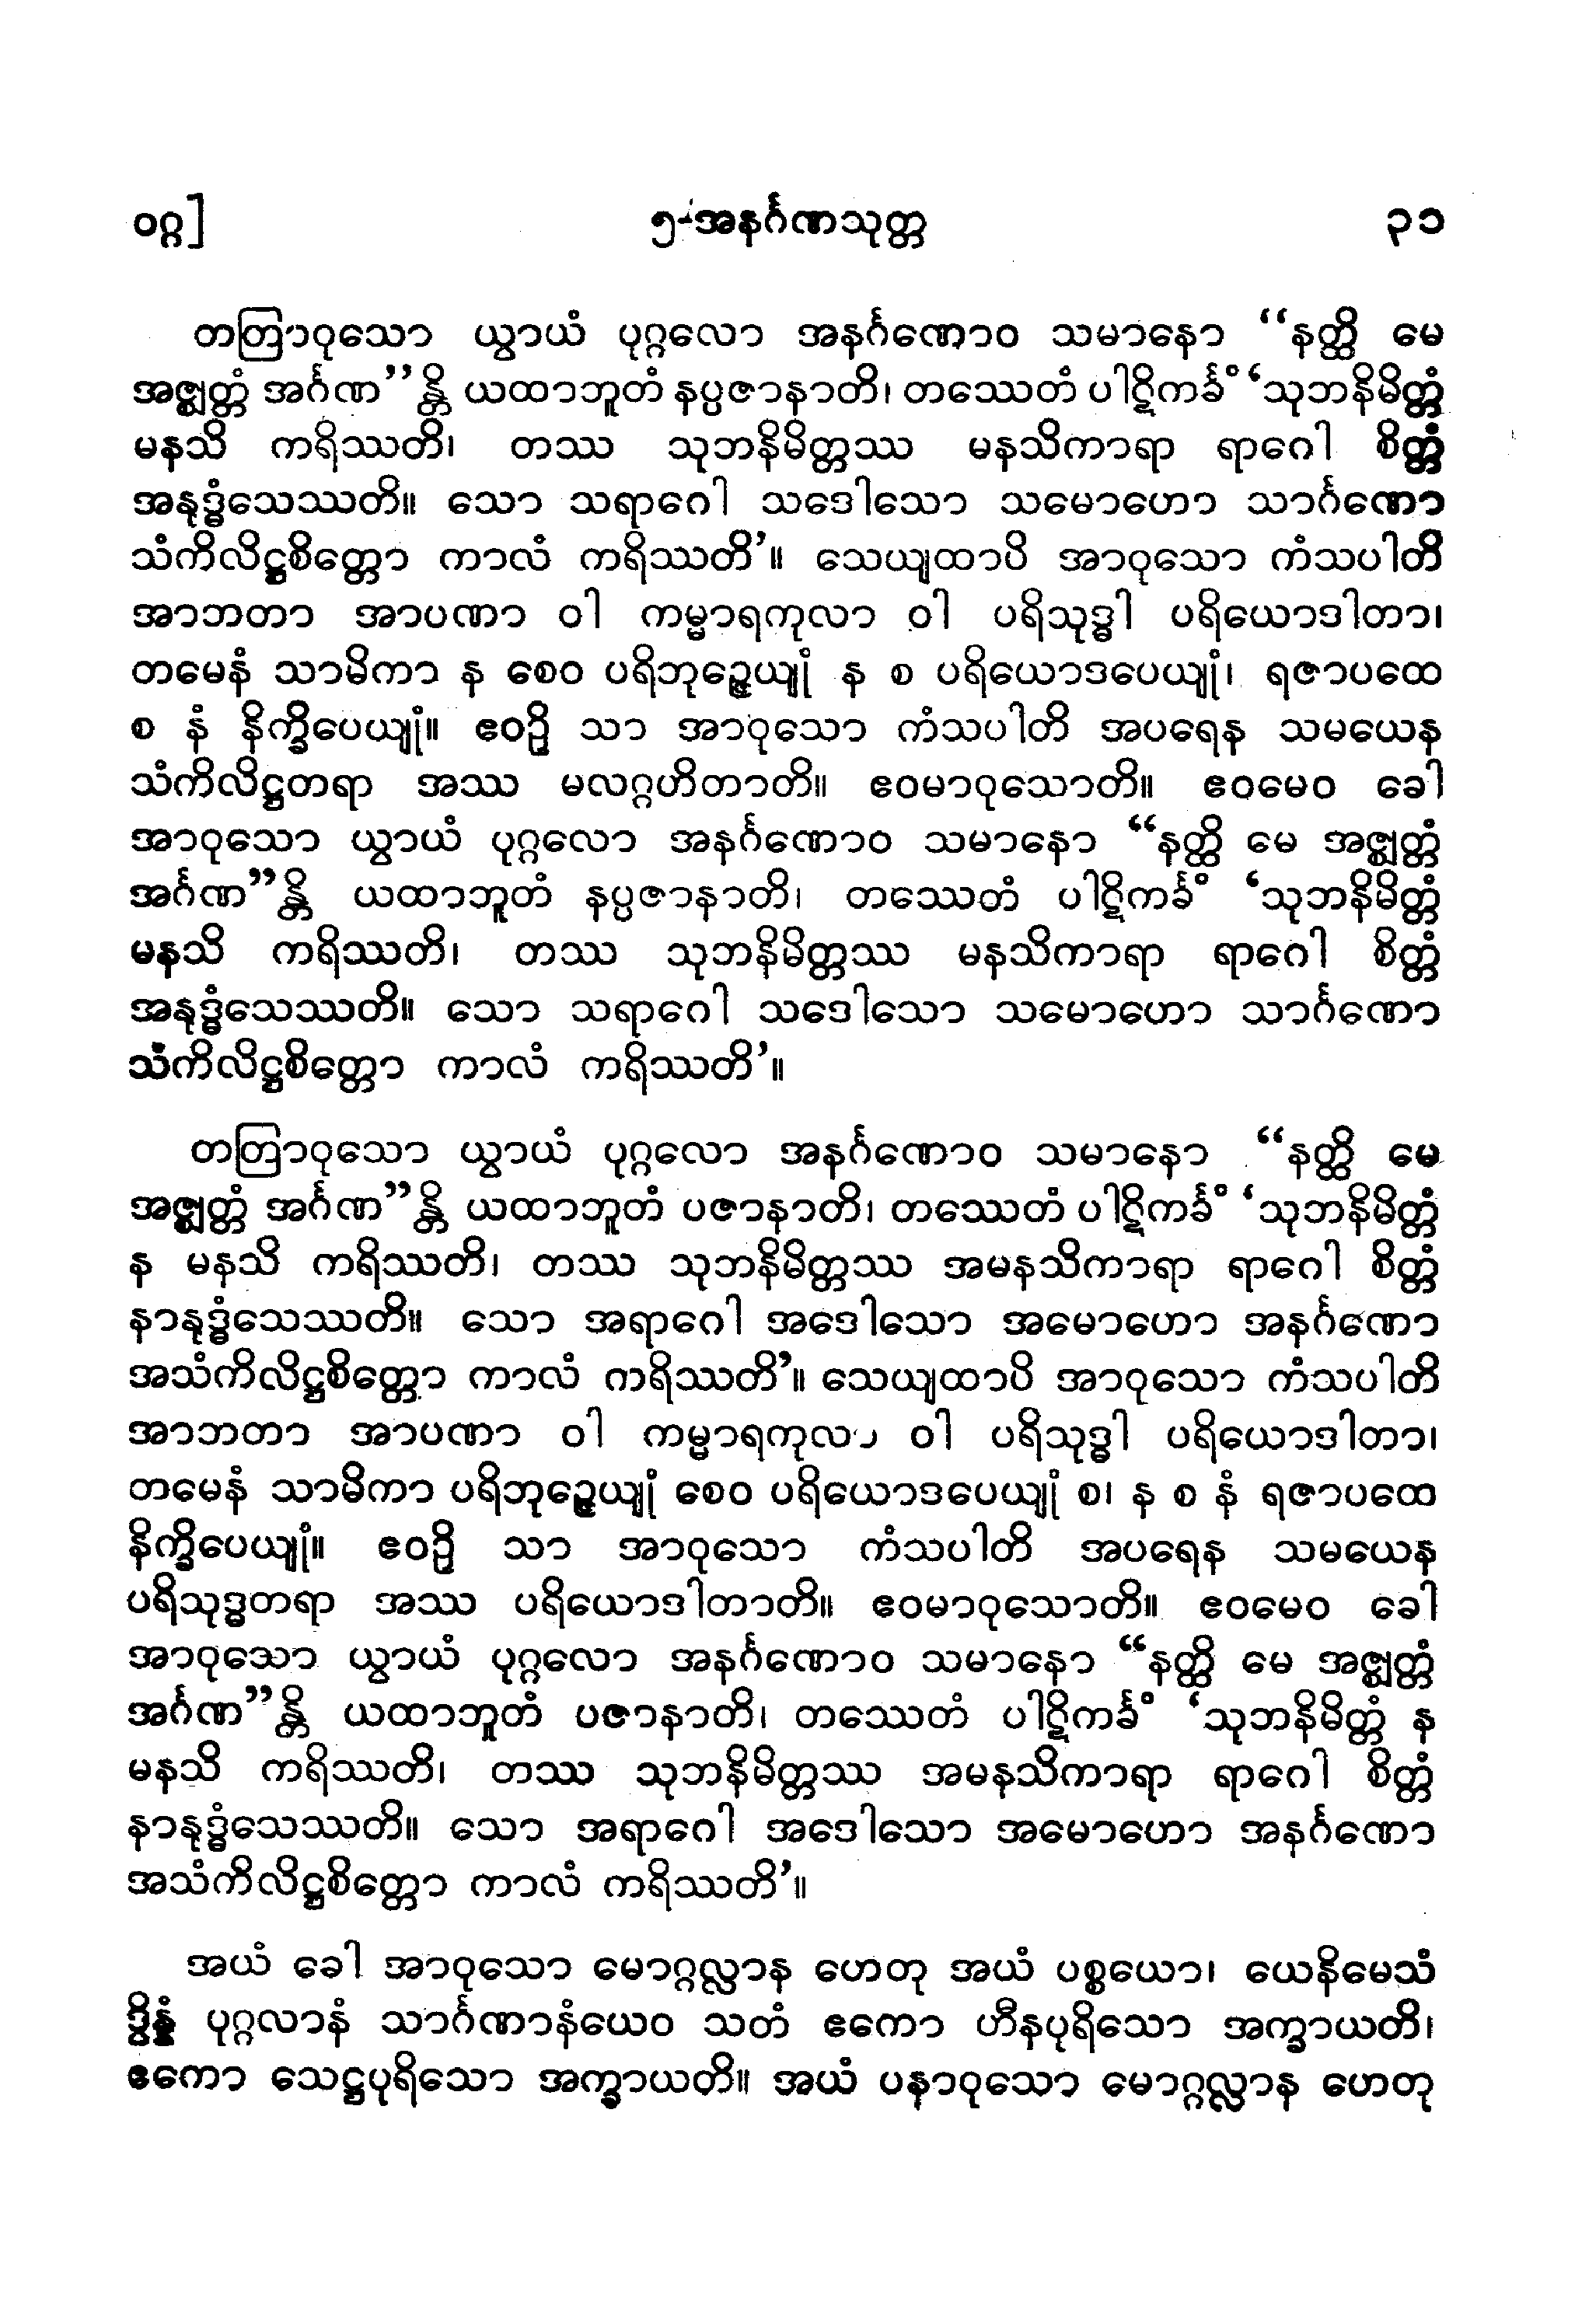 ဝဂ္ဂ] ၅-အနင်္ဂဏသုတ္တ ၃၁
တတြာဝုသော ယွာယံ ပုဂ္ဂလော အနင်္ဂဏောဝ သမာနော “နတ္ထိ မေ
အဇ္ဈတ္တံ အင်္ဂဏ”န္တိ ယထာဘူတံ နပ္ပဇာနာတိ၊ တဿေတံ ပါဋိကင်္ခံ ‘သုဘနိမိတ္တံ
မနသိ ကရိဿတိ၊ တဿ သုဘနိမိတ္တဿ မနသိကာရာ ရာဂေါ စိတ္တံ
အနုဒ္ဓံသေဿတိ။ သော သရာဂေါ သဒေါသော သမောဟော သာင်္ဂဏော
သံကိလိဋ္ဌစိတ္တော ကာလံ ကရိဿတိ’။ သေယျထာပိ အာဝုသော ကံသပါတိ
အာဘတာ အာပဏာ ဝါ ကမ္မာရကုလာ ဝါ ပရိသုဒ္ဓါ ပရိယောဒါတာ၊
တမေနံ သာမိကာ န စေဝ ပရိဘုဉ္ဇေယျုံ န စ ပရိယောဒပေယျုံ၊ ရဇာပထေ
စ နံ နိက္ခိပေယျုံ။ ဧဝဉှိ သာ အာဝုသော ကံသပါတိ အပရေန သမယေန
သံကိလိဋ္ဌတရာ အဿ မလဂ္ဂဟိတာတိ။ ဧဝမာဝုသောတိ။ ဧဝမေဝ ခေါ
အာဝုသော ယွာယံ ပုဂ္ဂလော အနင်္ဂဏောဝ သမာနော “နတ္ထိ မေ အဇ္ဈတ္တံ
အင်္ဂဏ”န္တိ ယထာဘူတံ နပ္ပဇာနာတိ၊ တဿေတံ ပါဋိကင်္ခံ ‘သုဘနိမိတ္တံ
မနသိ ကရိဿတိ၊ တဿ သုဘနိမိတ္တဿ မနသိကာရာ ရာဂေါ စိတ္တံ
အနုဒ္ဓံသေဿတိ။ သော သရာဂေါ သဒေါသော သမောဟော သာင်္ဂဏော
သံကိလိဋ္ဌစိတ္တော ကာလံ ကရိဿတိ’။
တတြာဝုသော ယွာယံ ပုဂ္ဂလော အနင်္ဂဏောဝ သမာနော “နတ္ထိ မေ
အဇ္ဈတ္တံ အင်္ဂဏ”န္တိ ယထာဘူတံ ပဇာနာတိ၊ တဿေတံ ပါဋိကင်္ခံ ‘သုဘနိမိတ္တံ
န မနသိ ကရိဿတိ၊ တဿ သုဘနိမိတ္တဿ အမနသိကာရာ ရာဂေါ စိတ္တံ
နာနုဒ္ဓံသေဿတိ။ သော အရာဂေါ အဒေါသော အမောဟော အနင်္ဂဏော
အသံကိလိဋ္ဌစိတ္တော ကာလံ ကရိဿတိ’။ သေယျထာပိ အာဝုသော ကံသပါတိ
အာဘတာ အာပဏာ ဝါ ကမ္မာရကုလာ ဝါ ပရိသုဒ္ဓါ ပရိယောဒါတာ၊
တမေနံ သာမိကာ ပရိဘုဉ္ဇေယျုံ စေဝ ပရိယောဒပေယျုံ စ၊ န စ နံ ရဇာပထေ
နိက္ခိပေယျုံ။ ဧဝဉှိ သာ အာဝုသော ကံသပါတိ အပရေန သမယေန
ပရိသုဒ္ဓတရာ အဿ ပရိယောဒါတာတိ။ ဧဝမာဝုသောတိ။ ဧဝမေဝ ခေါ
အာဝုသော ယွာယံ ပုဂ္ဂလော အနင်္ဂဏောဝ သမာနော “နတ္ထိ မေ အဇ္ဈတ္တံ
အင်္ဂဏ”န္တိ ယထာဘူတံ ပဇာနာတိ၊ တဿေတံ ပါဋိကင်္ခံ ‘သုဘနိမိတ္တံ န
မနသိ ကရိဿတိ၊ တဿ သုဘနိမိတ္တဿ အမနသိကာရာ ရာဂေါ စိတ္တံ
နာနုဒ္ဓံသေဿတိ။ သော အရာဂေါ အဒေါသော အမောဟော အနင်္ဂဏော
အသံကိလိဋ္ဌစိတ္တော ကာလံ ကရိဿတိ’။
အယံ ခေါ အာဝုသော မောဂ္ဂလ္လာန ဟေတု အယံ ပစ္စယော၊ ယေနိမေသံ
ဒွိန္နံ ပုဂ္ဂလာနံ သာင်္ဂဏာနံယေဝ သတံ ဧကော ဟီနပုရိသော အက္ခာယတိ၊
ဧကော သေဋ္ဌပုရိသော အက္ခာယတိ။ အယံ ပနာဝုသော မောဂ္ဂလ္လာန ဟေတု